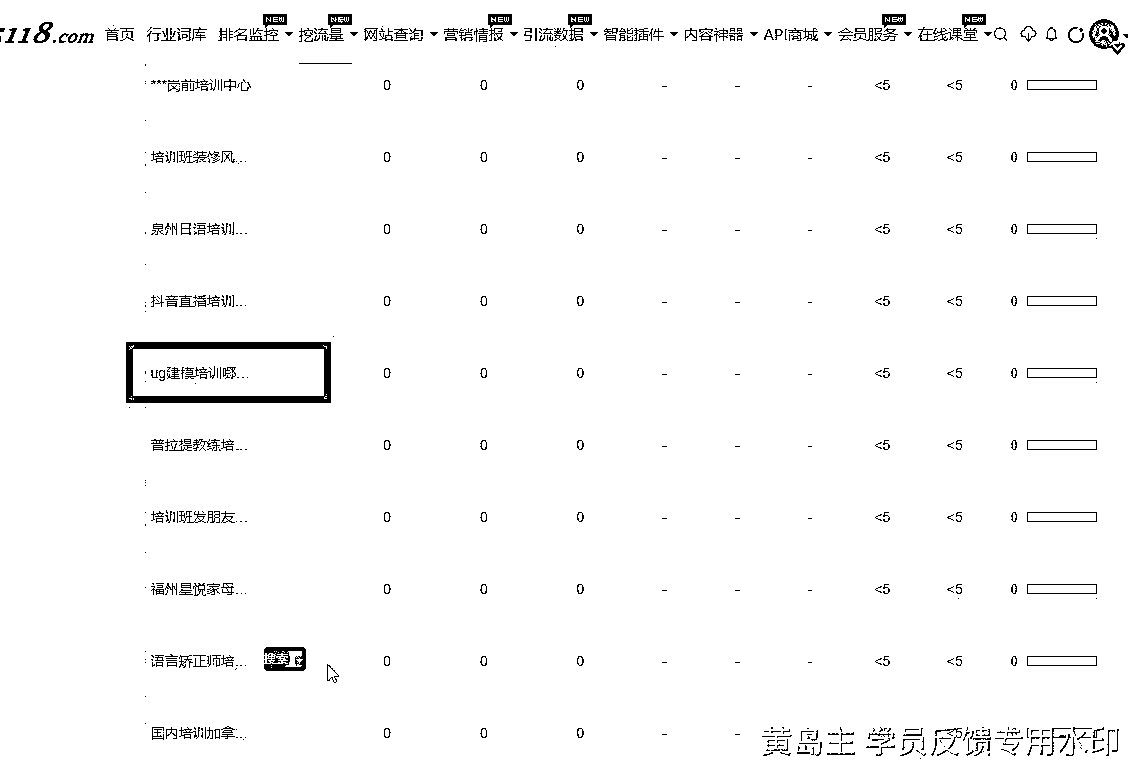 NEW NEW NEW NEW NEW NEW
5118.com 首页 行业词库 排名监控 挖流量 网站查询 营销情报 引流数据 智能插件 内容神器 API商城 会员服务 在线课堂
***岗前培训中心 0 0 0 - - - <5 <5 0
培训班装修风... 0 0 0 - - - <5 <5 0
泉州日语培训... 0 0 0 - - - <5 <5 0
抖音直播培训... 0 0 0 - - - <5 <5 0
ug建模培训哪... 0 0 0 - - - <5 <5 0
普拉提教练培... 0 0 0 - - - <5 <5 0
培训班发朋友... 0 0 0 - - - <5 <5 0
福州星悦家母... 0 0 0 - - - <5 <5 0
语言矫正师培... 搜索 0 0 0 - - - <5 <5 0
国内培训加拿... 0 0 0 - - -
黄岛主 学员反馈专用水印